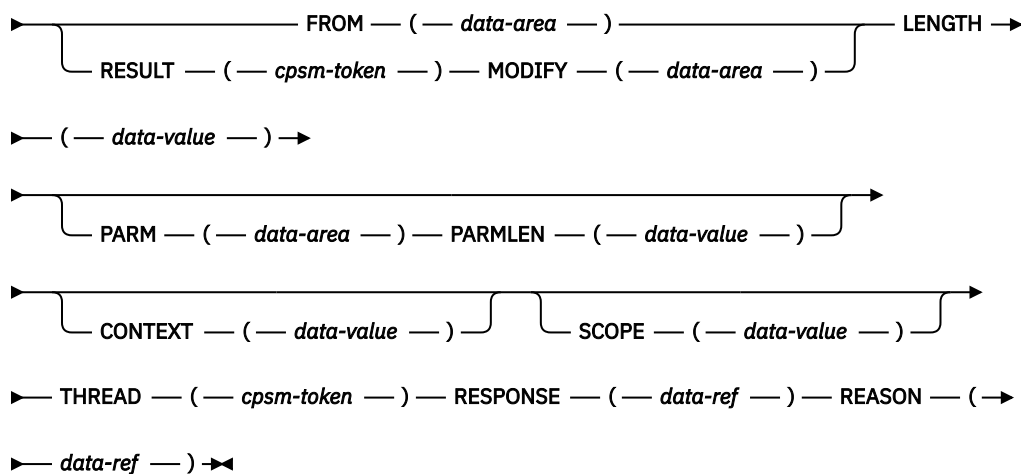 FROM ( data-area ) LENGTH
RESULT ( cpsm-token ) MODIFY ( data-area )
( data-value )
PARM ( data-area ) PARMLEN ( data-value )
CONTEXT ( data-value ) SCOPE ( data-value )
THREAD ( cpsm-token ) RESPONSE ( data-ref ) REASON (
data-ref )